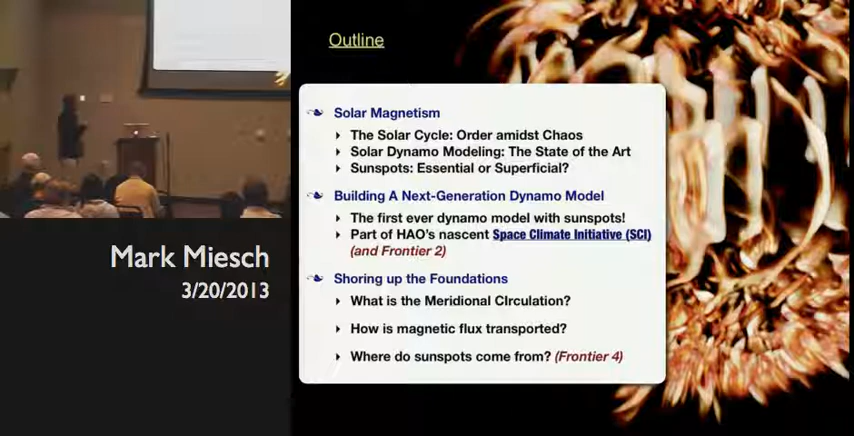 Outline
Solar Magnetism
The Solar Cycle: Order amidst Chaos
Solar Dynamo Modeling: The State of the Art
Sunspots: Essential or Superficial?
Building A Next-Generation Dynamo Model
The first ever dynamo model with sunspots!
Part of HAO's nascent Space Climate Initiative (SCI)
(and Frontier 2)
Shoring up the Foundations
What is the Meridional CIrculation?
How is magnetic flux transported?
Where do sunspots come from? (Frontier 4)
Mark Miesch
3/20/2013